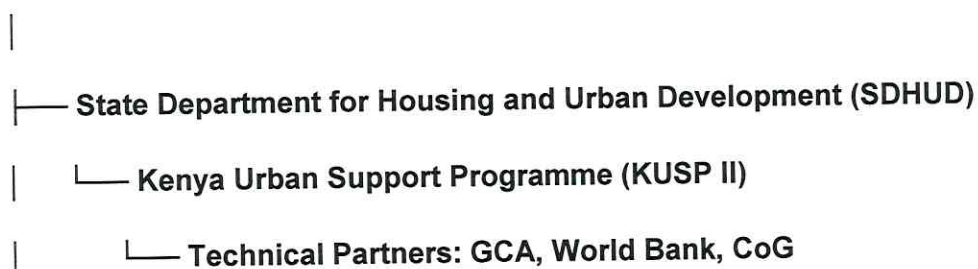 State Department for Housing and Urban Development (SDHUD)
Kenya Urban Support Programme (KUSP II)
Technical Partners: GCA, World Bank, CoG